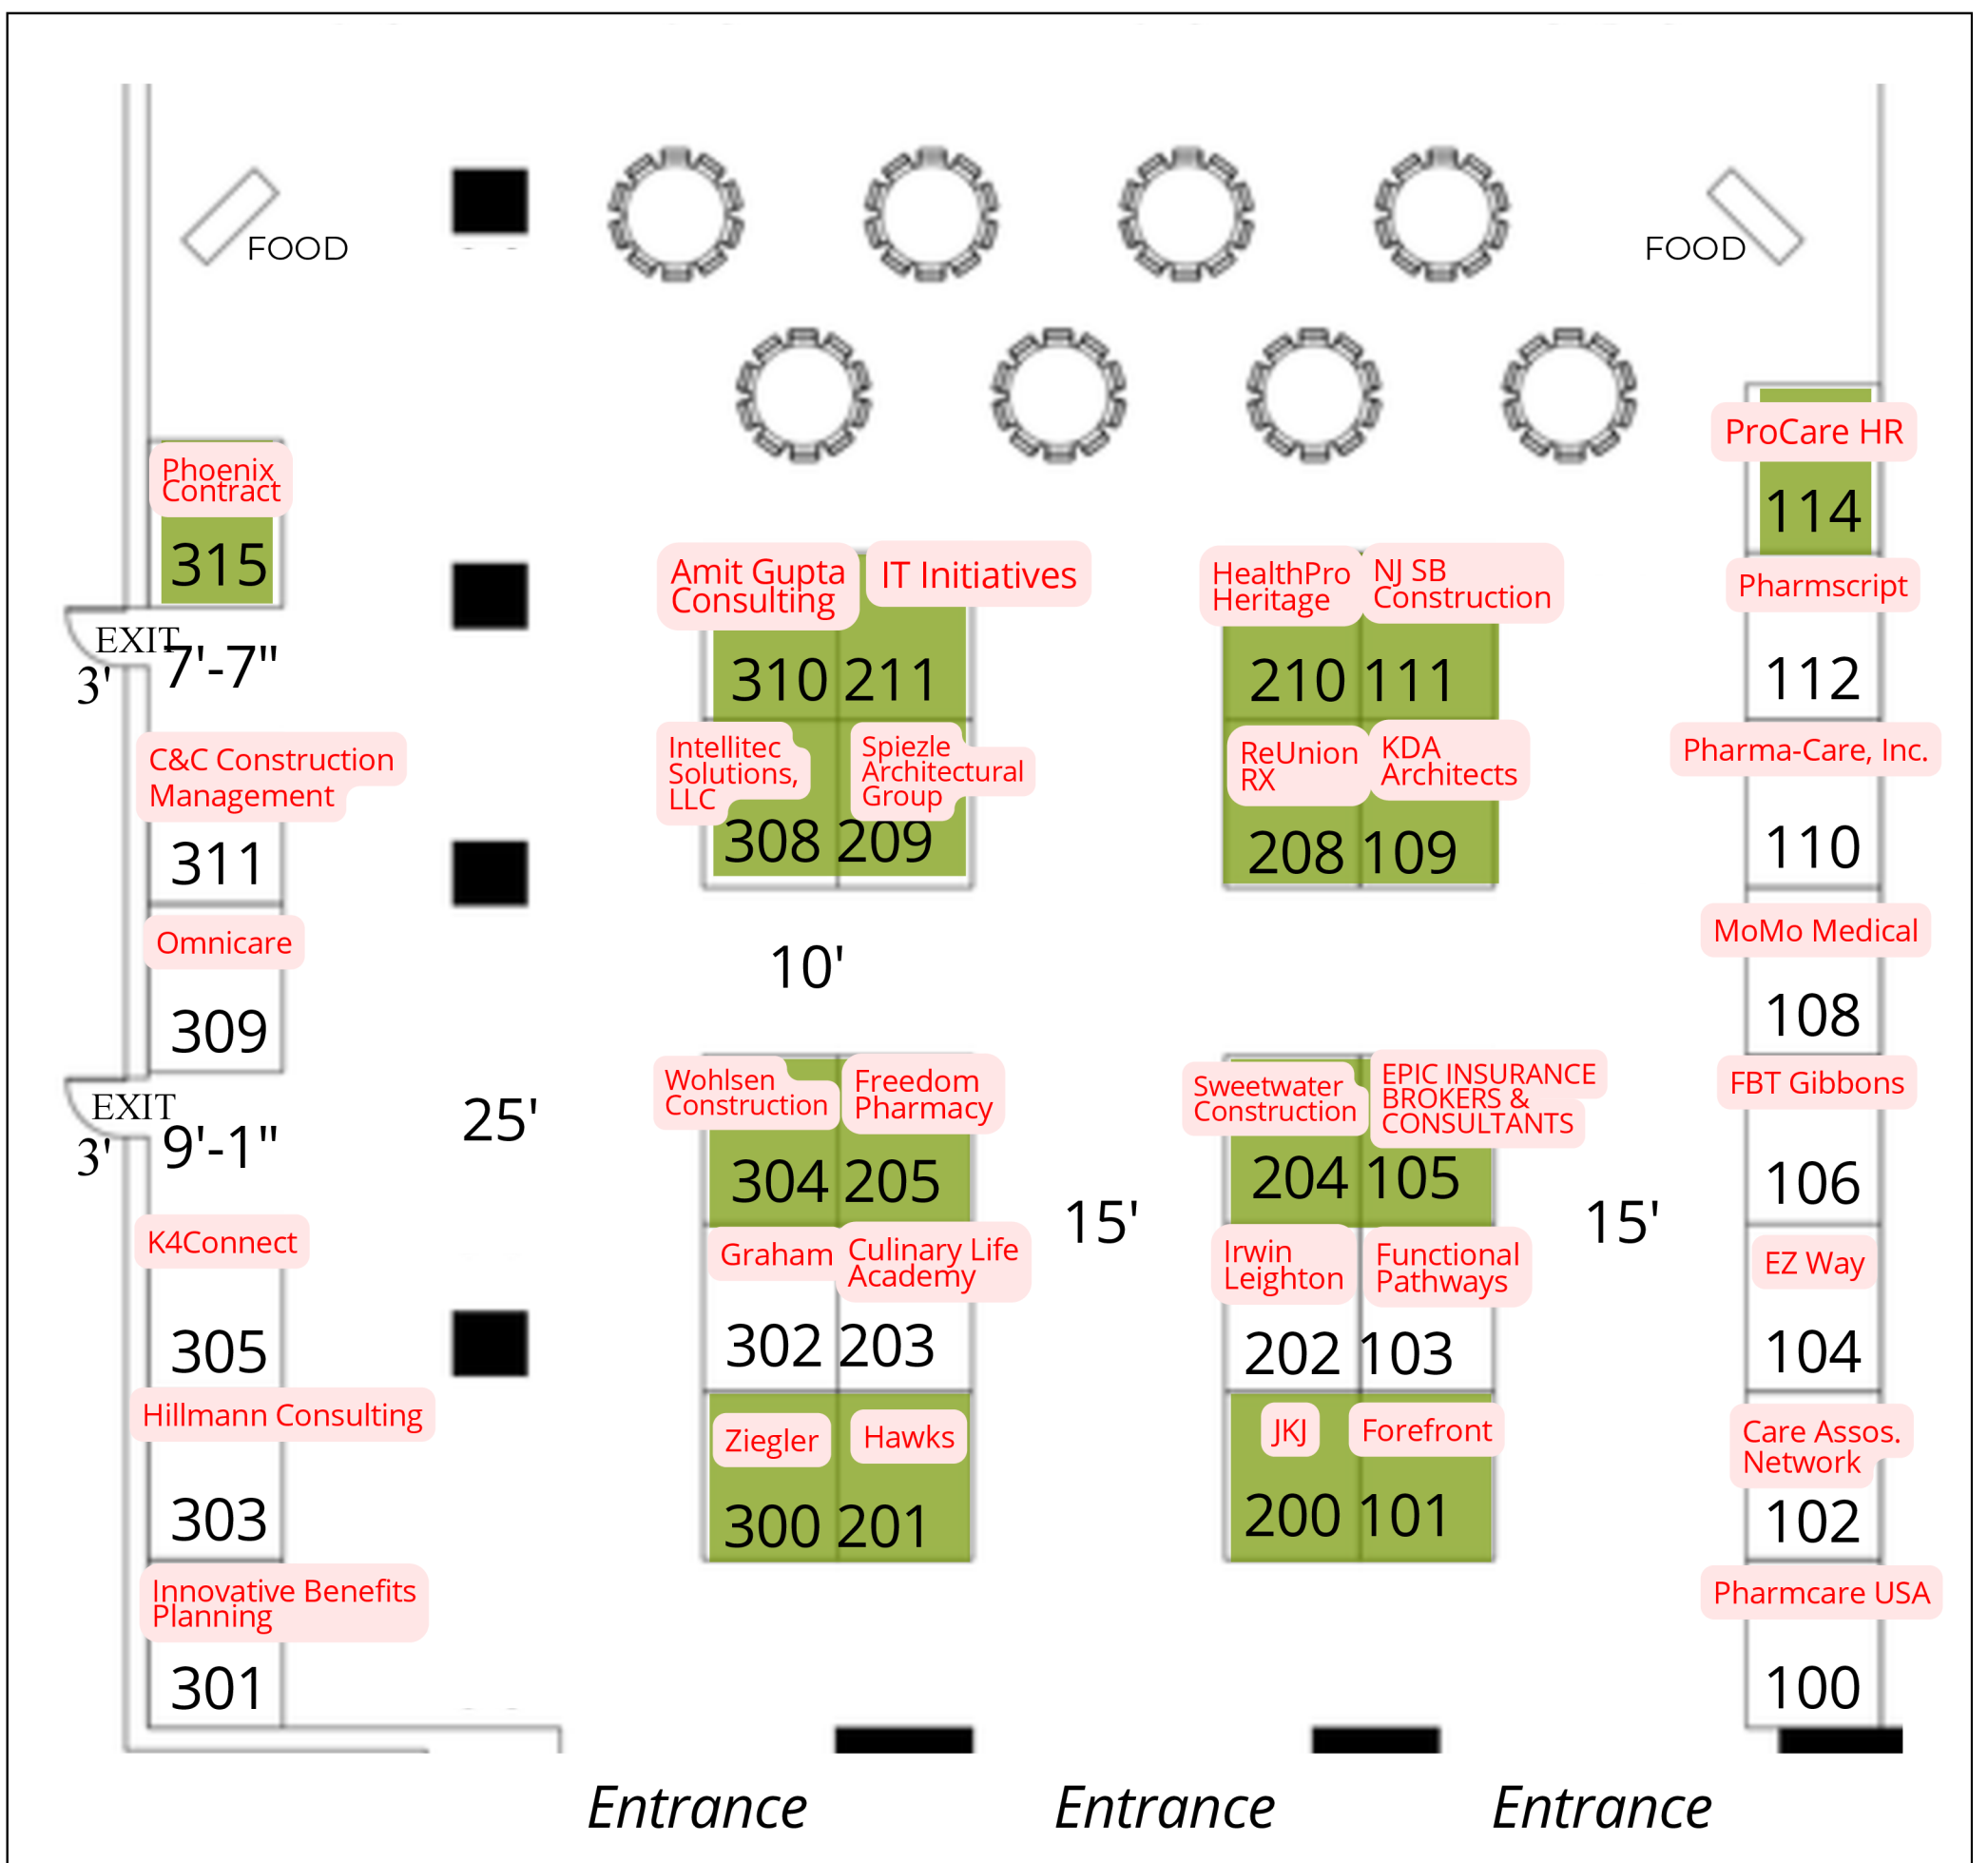 FOOD
FOOD
ProCare HR
114
Phoenix
Contract
315
EXIT
7'-7"
3'
Amit Gupta
Consulting
IT Initiatives
310 211
HealthPro
Heritage
NJ SB
Construction
210 111
Pharmscript
112
C&C Construction
Management
311
Intellitec
Solutions,
LLC
Spiezle
Architectural
Group
308 209
ReUnion
RX
KDA
Architects
208 109
Pharma-Care, Inc.
110
Omnicare
309
10'
MoMo Medical
108
EXIT
9'-1"
3'
25'
Wohlsen
Construction
Freedom
Pharmacy
304 205
15'
Sweetwater
Construction
EPIC INSURANCE
BROKERS &
CONSULTANTS
204 105
15'
FBT Gibbons
106
K4Connect
305
Graham
Culinary Life
Academy
302 203
Irwin
Leighton
Functional
Pathways
202 103
EZ Way
104
Hillmann Consulting
303
Ziegler
Hawks
300 201
JKJ
Forefront
200 101
Care Assos.
Network
102
Innovative Benefits
Planning
301
Pharmcare USA
100
Entrance
Entrance
Entrance